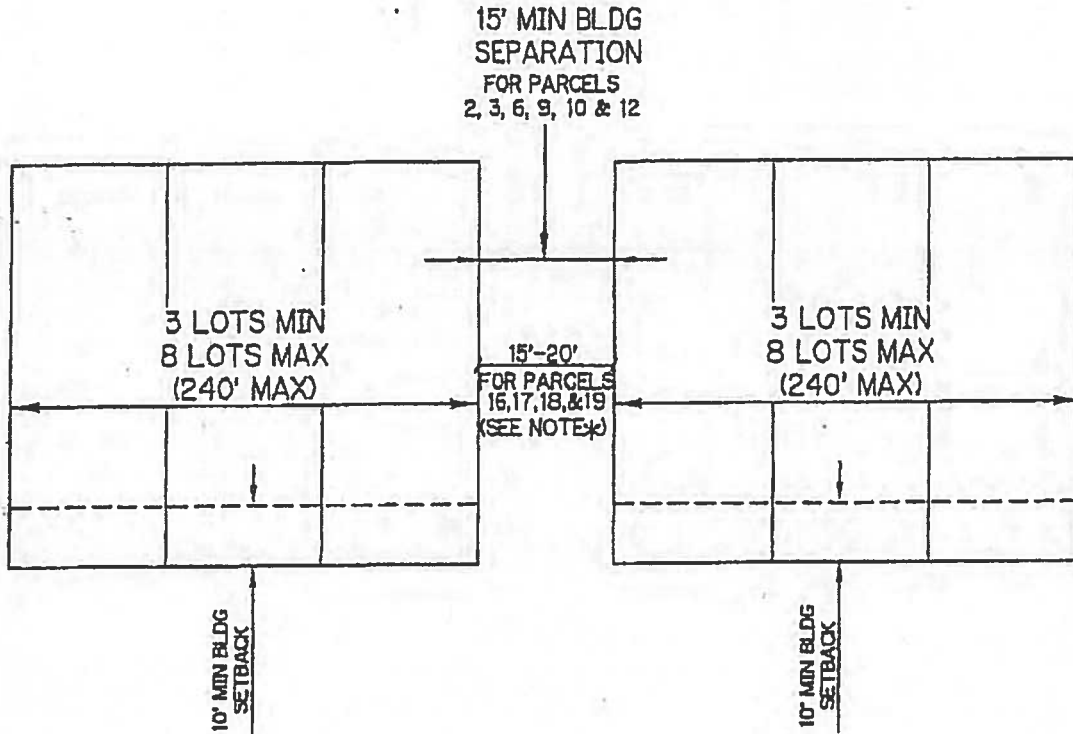 15' MIN BLDG
SEPARATION
FOR PARCELS
2, 3, 6, 9, 10 & 12
3 LOTS MIN
8 LOTS MAX
(240' MAX)
15'-20'
FOR PARCELS
16,17,18,&19
(SEE NOTE*)
3 LOTS MIN
8 LOTS MAX
(240' MAX)
10' MIN BLDG
SETBACK
10' MIN BLDG
SETBACK